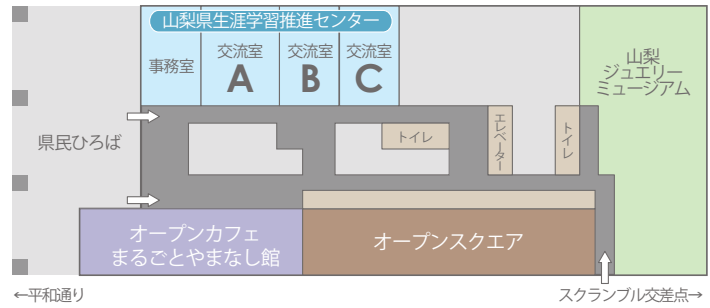 山梨県生涯学習推進センター
事務室
交流室
A
交流室
B
交流室
C
山梨
ジュエリー
ミュージアム
県民ひろば
トイレ
エレベーター
トイレ
オープンカフェ
まるごとやまなし館
オープンスクエア
←平和通り
スクランブル交差点→